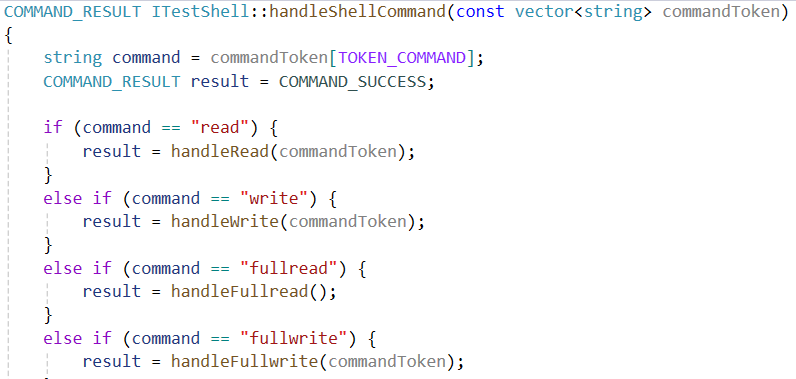 COMMAND_RESULT ITestShell::handleShellCommand(const vector<string> commandToken)
{
    string command = commandToken[TOKEN_COMMAND];
    COMMAND_RESULT result = COMMAND_SUCCESS;

    if (command == "read") {
        result = handleRead(commandToken);
    }
    else if (command == "write") {
        result = handleWrite(commandToken);
    }
    else if (command == "fullread") {
        result = handleFullread();
    }
    else if (command == "fullwrite") {
        result = handleFullwrite(commandToken);